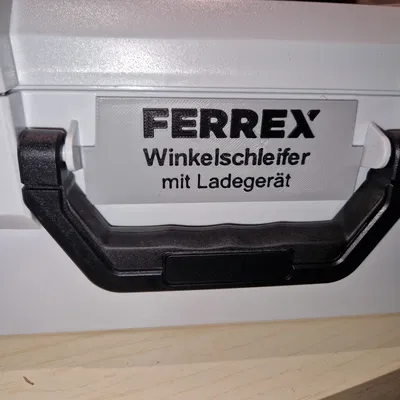 FERREX
Winkelschleifer
mit Ladegerät